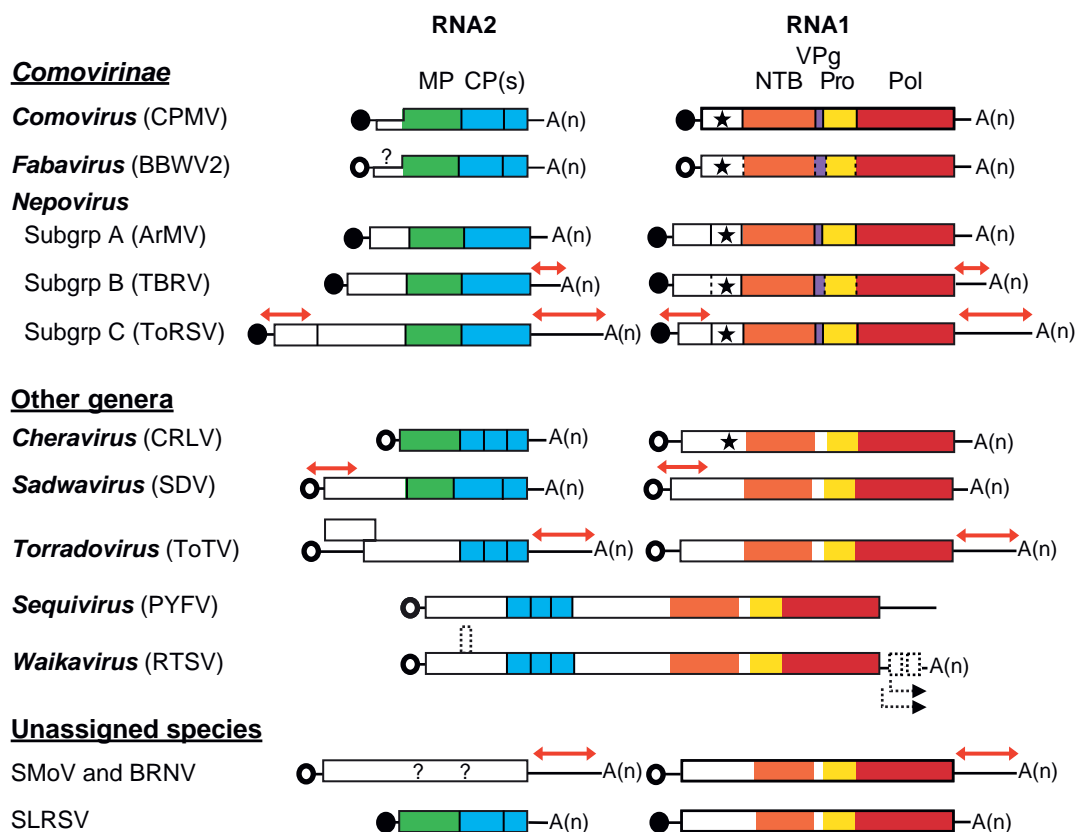 RNA2 RNA1
VPg
Comovirinae MP CP(s) NTB Pro Pol
Comovirus (CPMV) A(n) A(n)
Fabavirus (BBWV2) ? A(n) A(n)
Nepovirus
Subgrp A (ArMV) A(n) A(n)
Subgrp B (TBRV) A(n) A(n)
Subgrp C (ToRSV) A(n) A(n)
Other genera
Cheravirus (CRLV) A(n) A(n)
Sadwavirus (SDV) A(n) A(n)
Torradovirus (ToTV) A(n) A(n)
Sequivirus (PYFV)
Waikavirus (RTSV) A(n)
Unassigned species
SMoV and BRNV ? ? A(n) A(n)
SLRSV A(n) A(n)